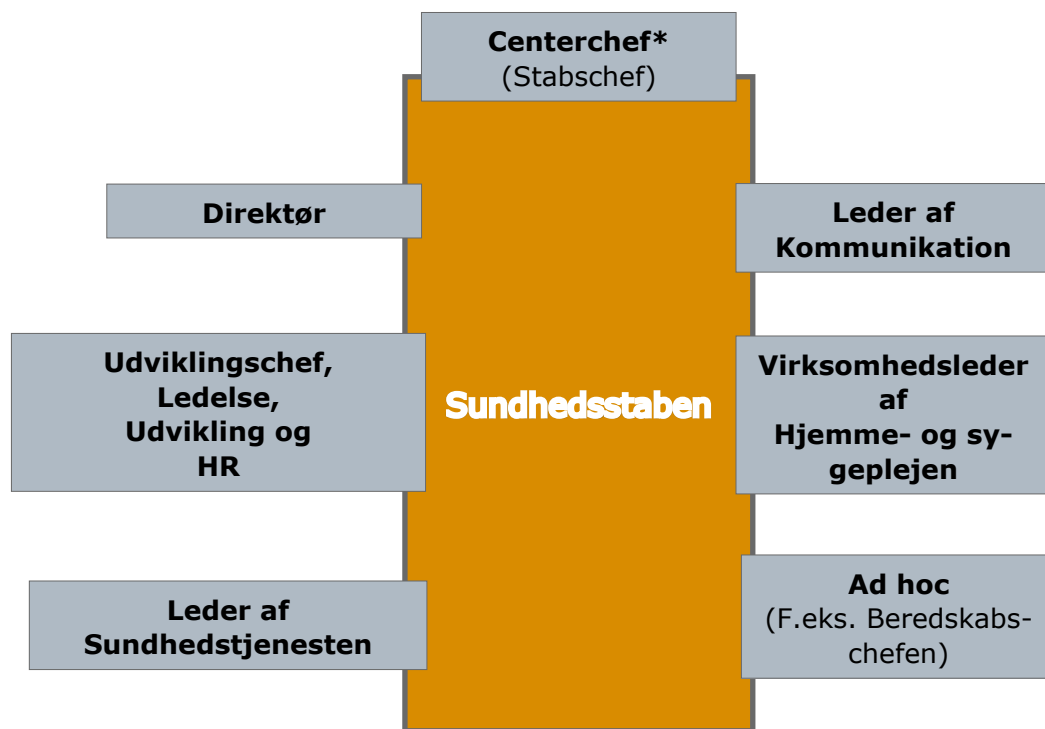 Centerchef*
(Stabschef)
Direktør
Leder af
Kommunikation
Udviklingschef,
Ledelse,
Udvikling og
HR
Sundhedsstaben
Virksomhedsleder
af
Hjemme- og sy-
geplejen
Leder af
Sundhedstjenesten
Ad hoc
(F.eks. Beredskabs-
chefen)